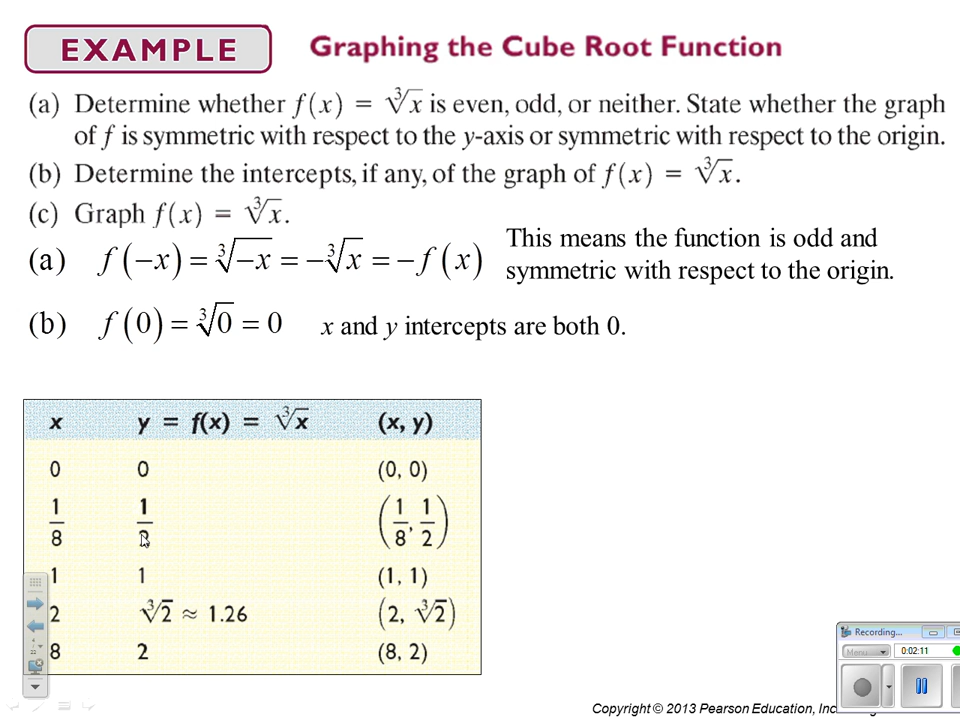 EXAMPLE Graphing the Cube Root Function
(a) Determine whether f(x) = ∛x is even, odd, or neither. State whether the graph
of f is symmetric with respect to the y-axis or symmetric with respect to the origin.
(b) Determine the intercepts, if any, of the graph of f(x) = ∛x.
(c) Graph f(x) = ∛x.
(a) f(−x) = ∛−x = −∛x = −f(x)
This means the function is odd and
symmetric with respect to the origin.
(b) f(0) = ∛0 = 0 x and y intercepts are both 0.
x y = f(x) = ∛x (x, y)
0 0 (0, 0)
1/8 1/2 (1/8, 1/2)
1 1 (1, 1)
2 ∛2 ≈ 1.26 (2, ∛2)
8 2 (8, 2)
Recording...
Menu 0:02:11
Copyright © 2013 Pearson Education, Inc